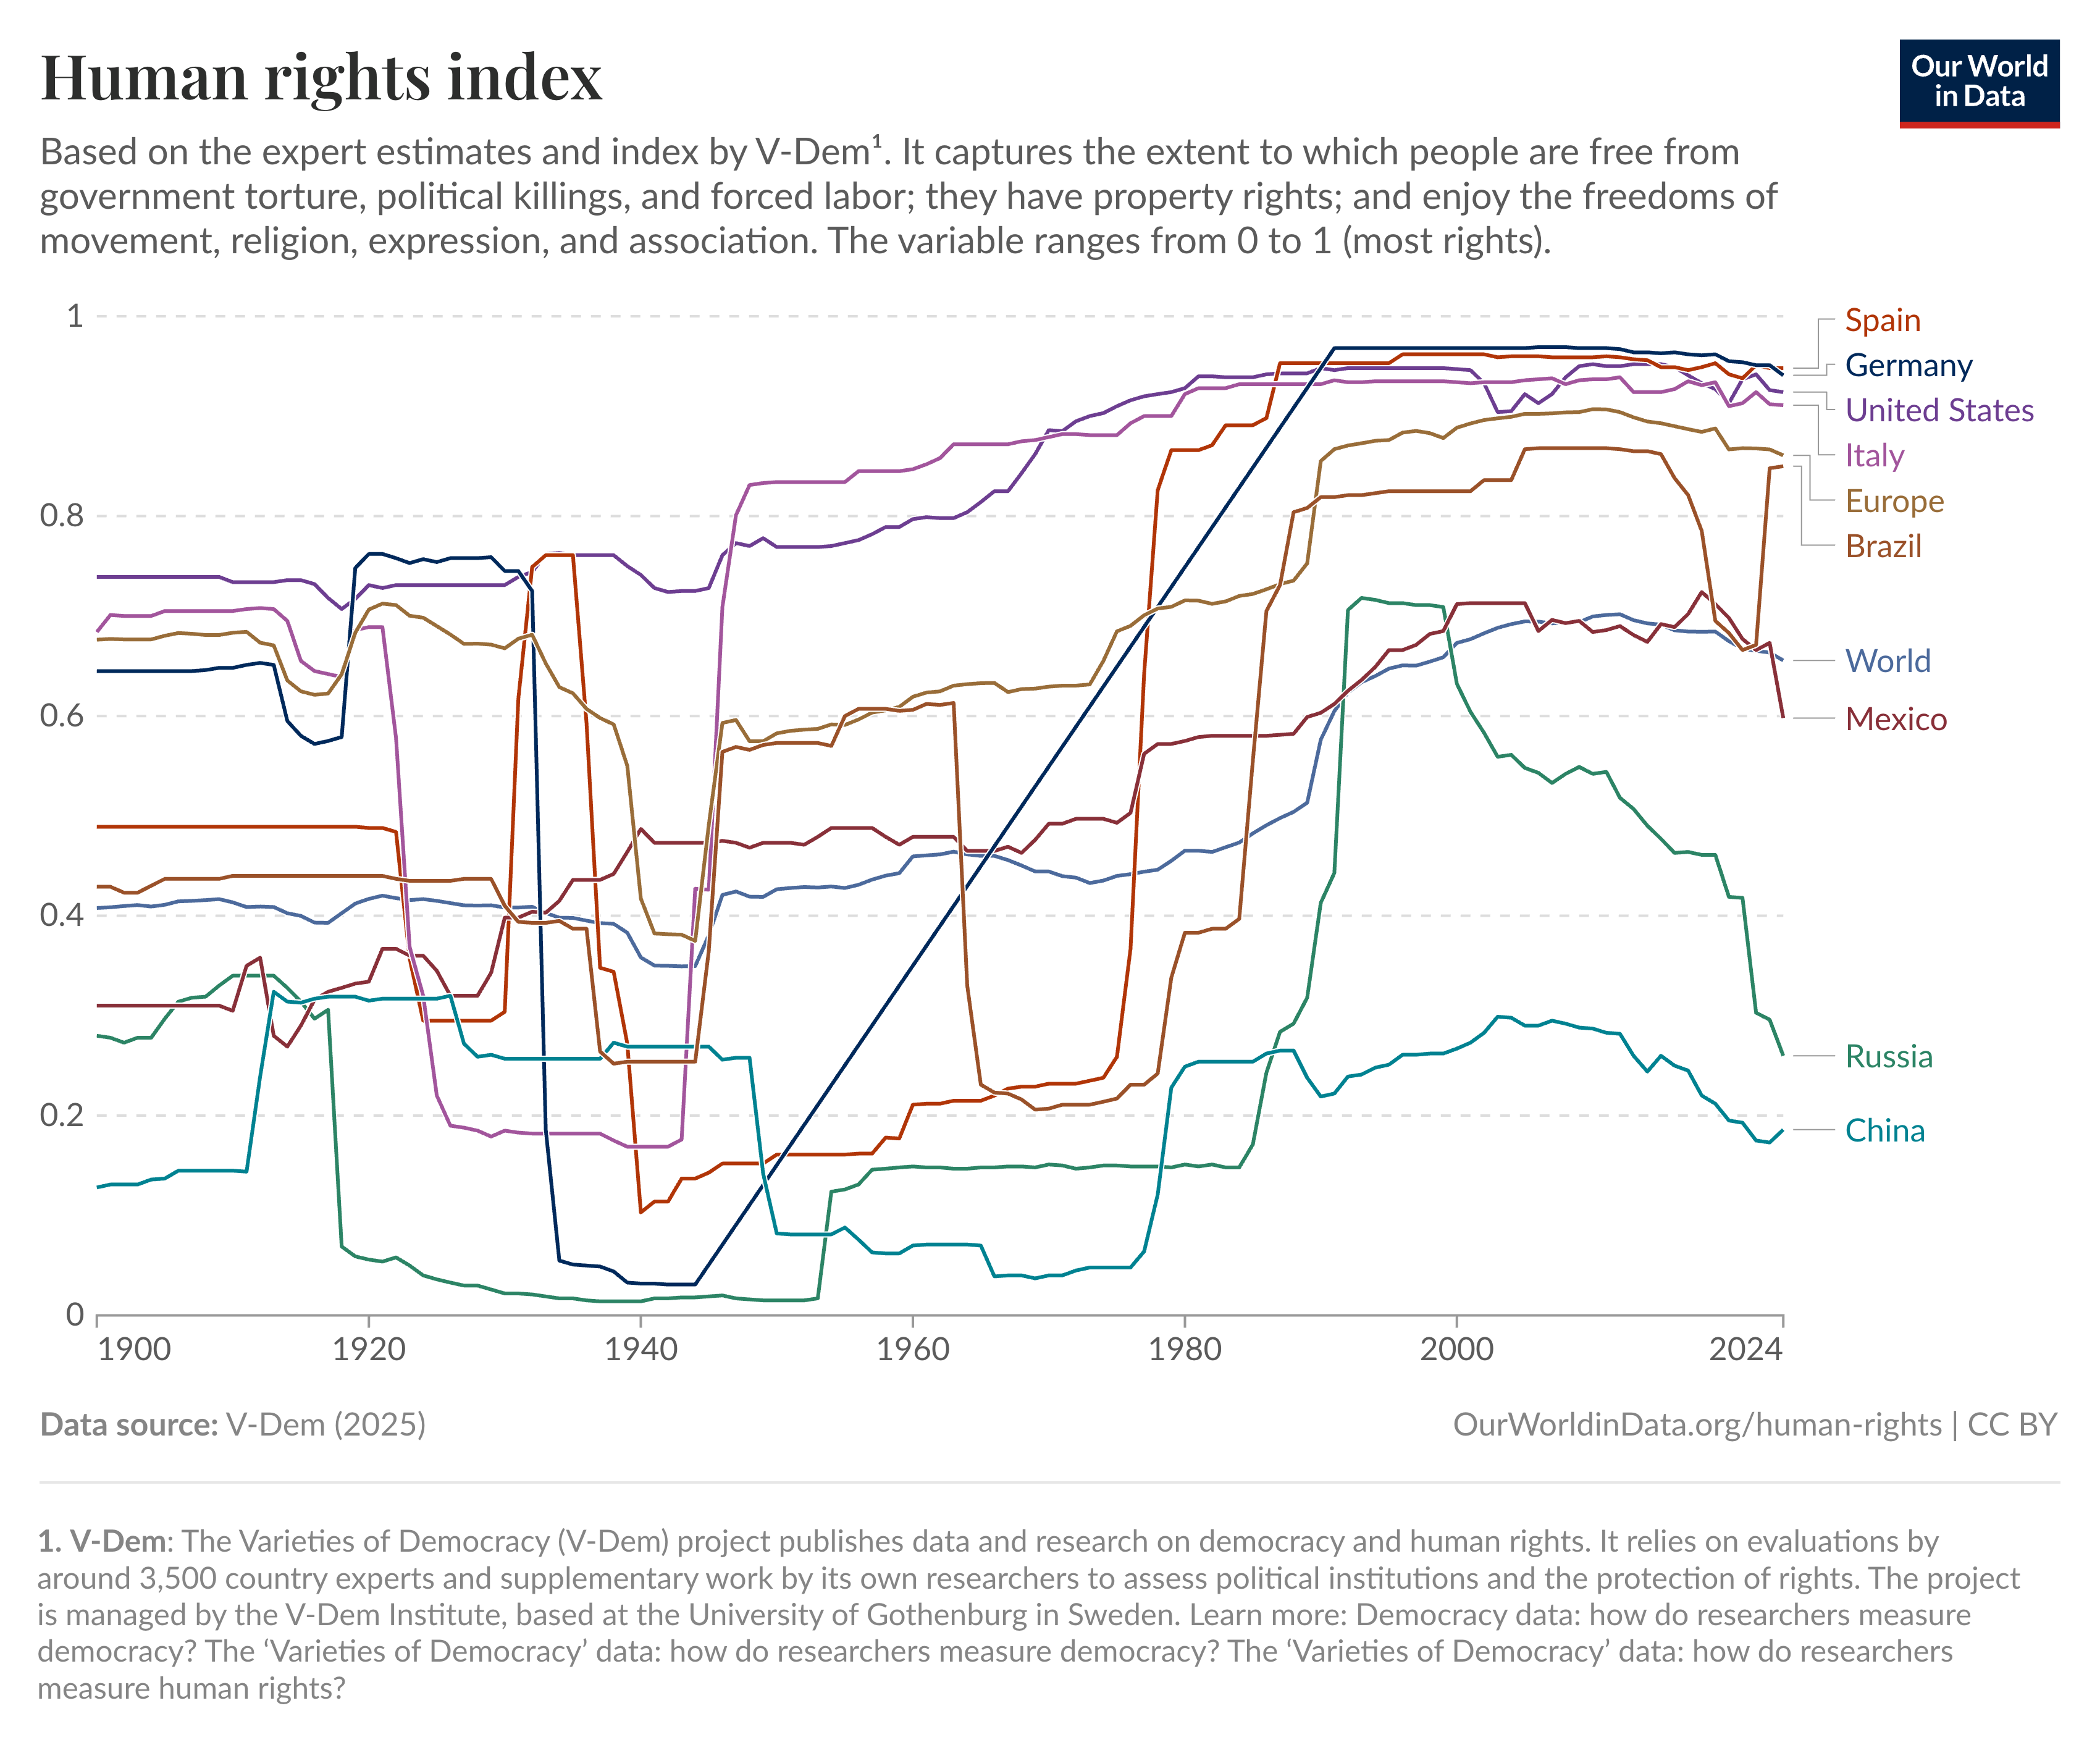 Human rights index
Our World
in Data
Based on the expert estimates and index by V-Dem¹. It captures the extent to which people are free from
government torture, political killings, and forced labor; they have property rights; and enjoy the freedoms of
movement, religion, expression, and association. The variable ranges from 0 to 1 (most rights).
1
0.8
0.6
0.4
0.2
0
Spain
Germany
United States
Italy
Europe
Brazil
World
Mexico
Russia
China
1900 1920 1940 1960 1980 2000 2024
Data source: V-Dem (2025)
OurWorldinData.org/human-rights | CC BY
1. V-Dem: The Varieties of Democracy (V-Dem) project publishes data and research on democracy and human rights. It relies on evaluations by
around 3,500 country experts and supplementary work by its own researchers to assess political institutions and the protection of rights. The project
is managed by the V-Dem Institute, based at the University of Gothenburg in Sweden. Learn more: Democracy data: how do researchers measure
democracy? The ‘Varieties of Democracy’ data: how do researchers measure democracy? The ‘Varieties of Democracy’ data: how do researchers
measure human rights?